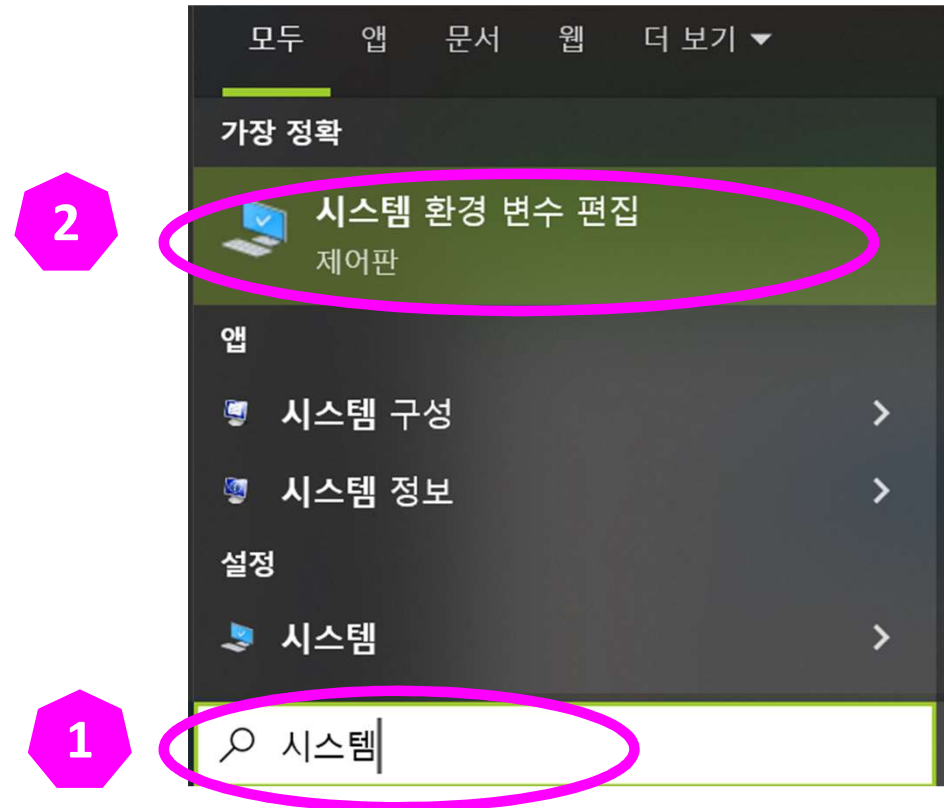 모두 앱 문서 웹 더 보기
가장 정확
2
시스템 환경 변수 편집
제어판
앱
시스템 구성
시스템 정보
설정
시스템
1
시스템